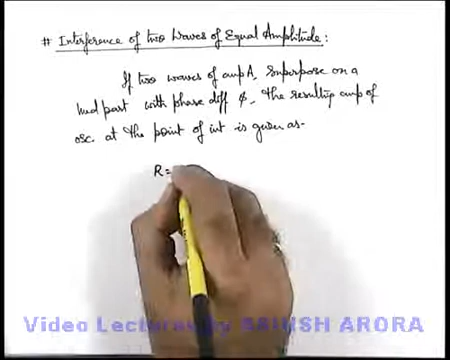 # Interference of two waves of Equal Amplitude :
If two waves of amp A, Superpose on a
med part with phase diff ϕ, the resulting amp of
osc. at the point of int is given as-
R=
Video Lectures by ASHISH ARORA